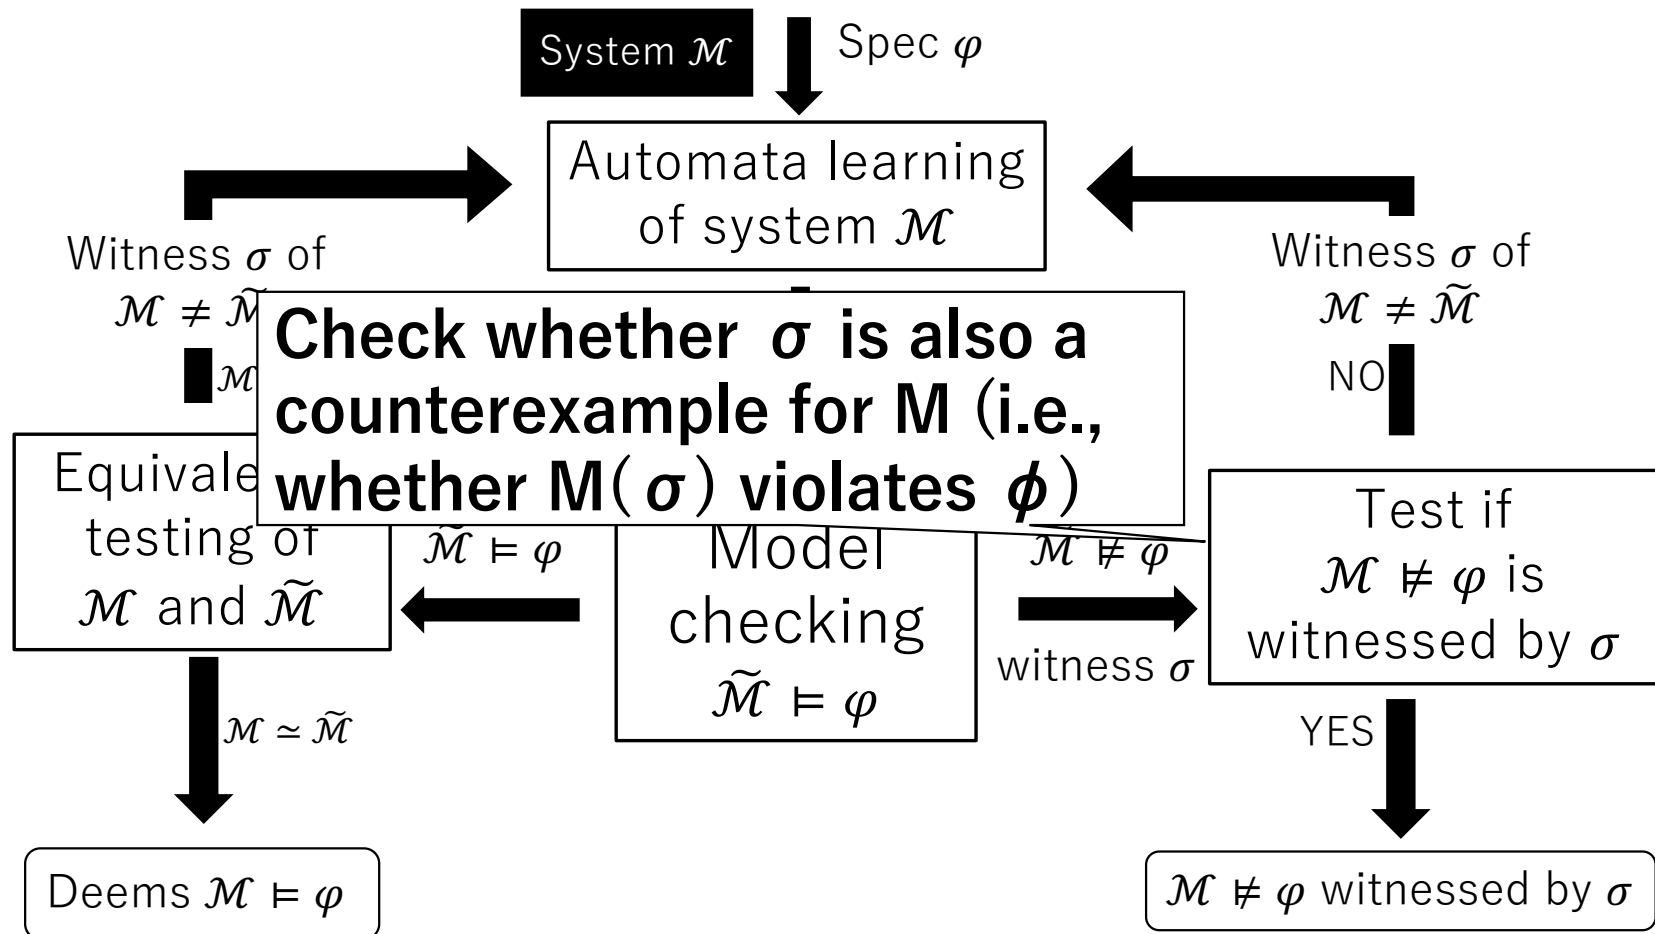 System ℳ
Spec φ
Automata learning
of system ℳ
Witness σ of
ℳ ≠ ℳ̃
ℳ
Witness σ of
ℳ ≠ ℳ̃
NO
Check whether σ is also a
counterexample for M (i.e.,
whether M(σ) violates ϕ)
testing of
ℳ and ℳ̃
ℳ̃ ⊨ φ
Model
checking
ℳ̃ ⊨ φ
ℳ ⊭ φ
witness σ
Test if
ℳ ⊭ φ is
witnessed by σ
ℳ ≃ ℳ̃
YES
Deems ℳ ⊨ φ
ℳ ⊭ φ witnessed by σ